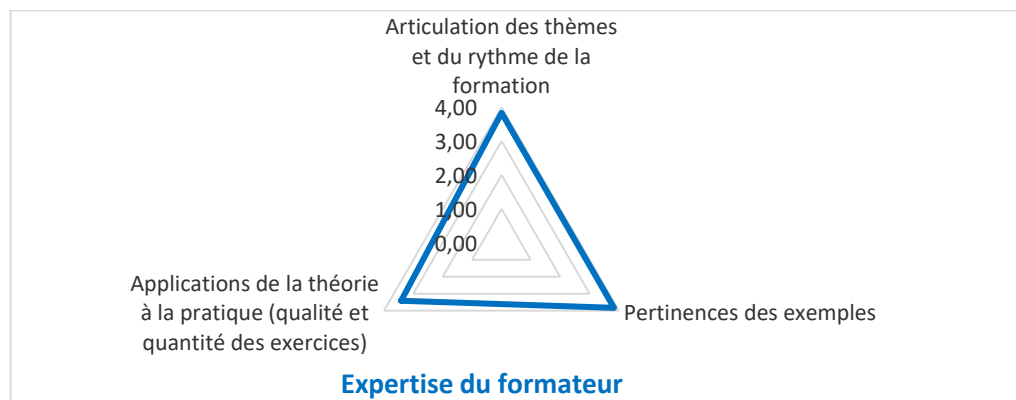 Articulation des thèmes
et du rythme de la
formation
4,00
3,00
2,00
1,00
0,00
Applications de la théorie
à la pratique (qualité et
quantité des exercices)
Pertinences des exemples
Expertise du formateur